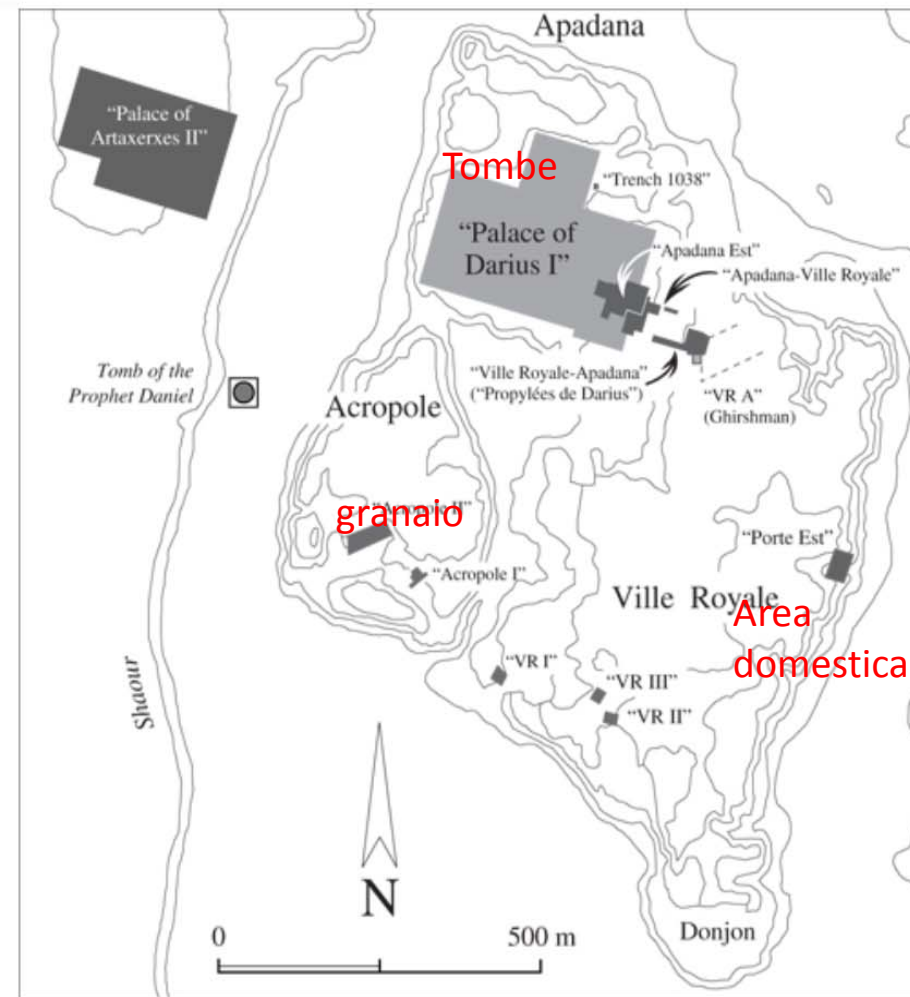 Apadana
“Palace of
Artaxerxes II”
Tombe
“Trench 1038”
“Palace of
Darius I”
“Apadana Est”
“Apadana-Ville Royale”
Tomb of the
Prophet Daniel
“Ville Royale-Apadana”
(“Propylées de Darius”)
“VR A”
(Ghirshman)
Acropole
“Acropole II”
granaio
“Acropole I”
“Porte Est”
Ville Royale
Area
domestica
“VR I”
“VR III”
“VR II”
Shaour
N
0 500 m
Donjon